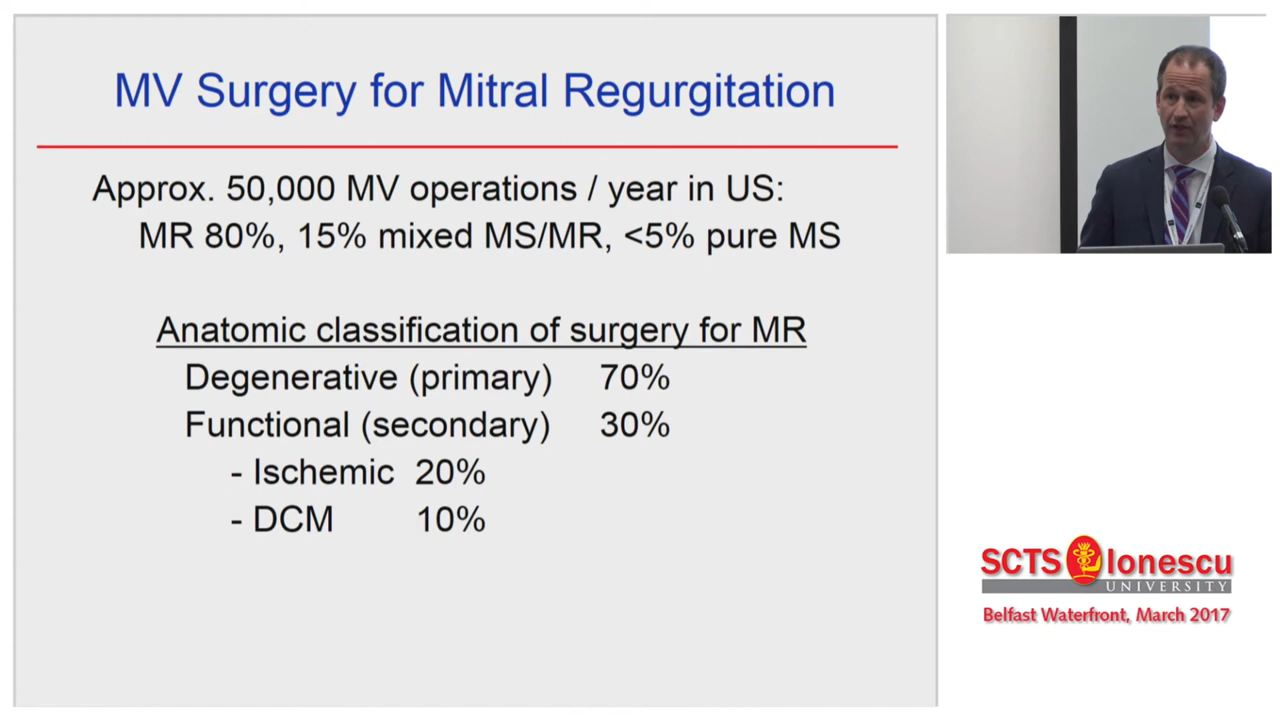 MV Surgery for Mitral Regurgitation
Approx. 50,000 MV operations / year in US:
MR 80%, 15% mixed MS/MR, <5% pure MS
Anatomic classification of surgery for MR
Degenerative (primary) 70%
Functional (secondary) 30%
- Ischemic 20%
- DCM 10%
SCTS Ionescu
UNIVERSITY
Belfast Waterfront, March 2017